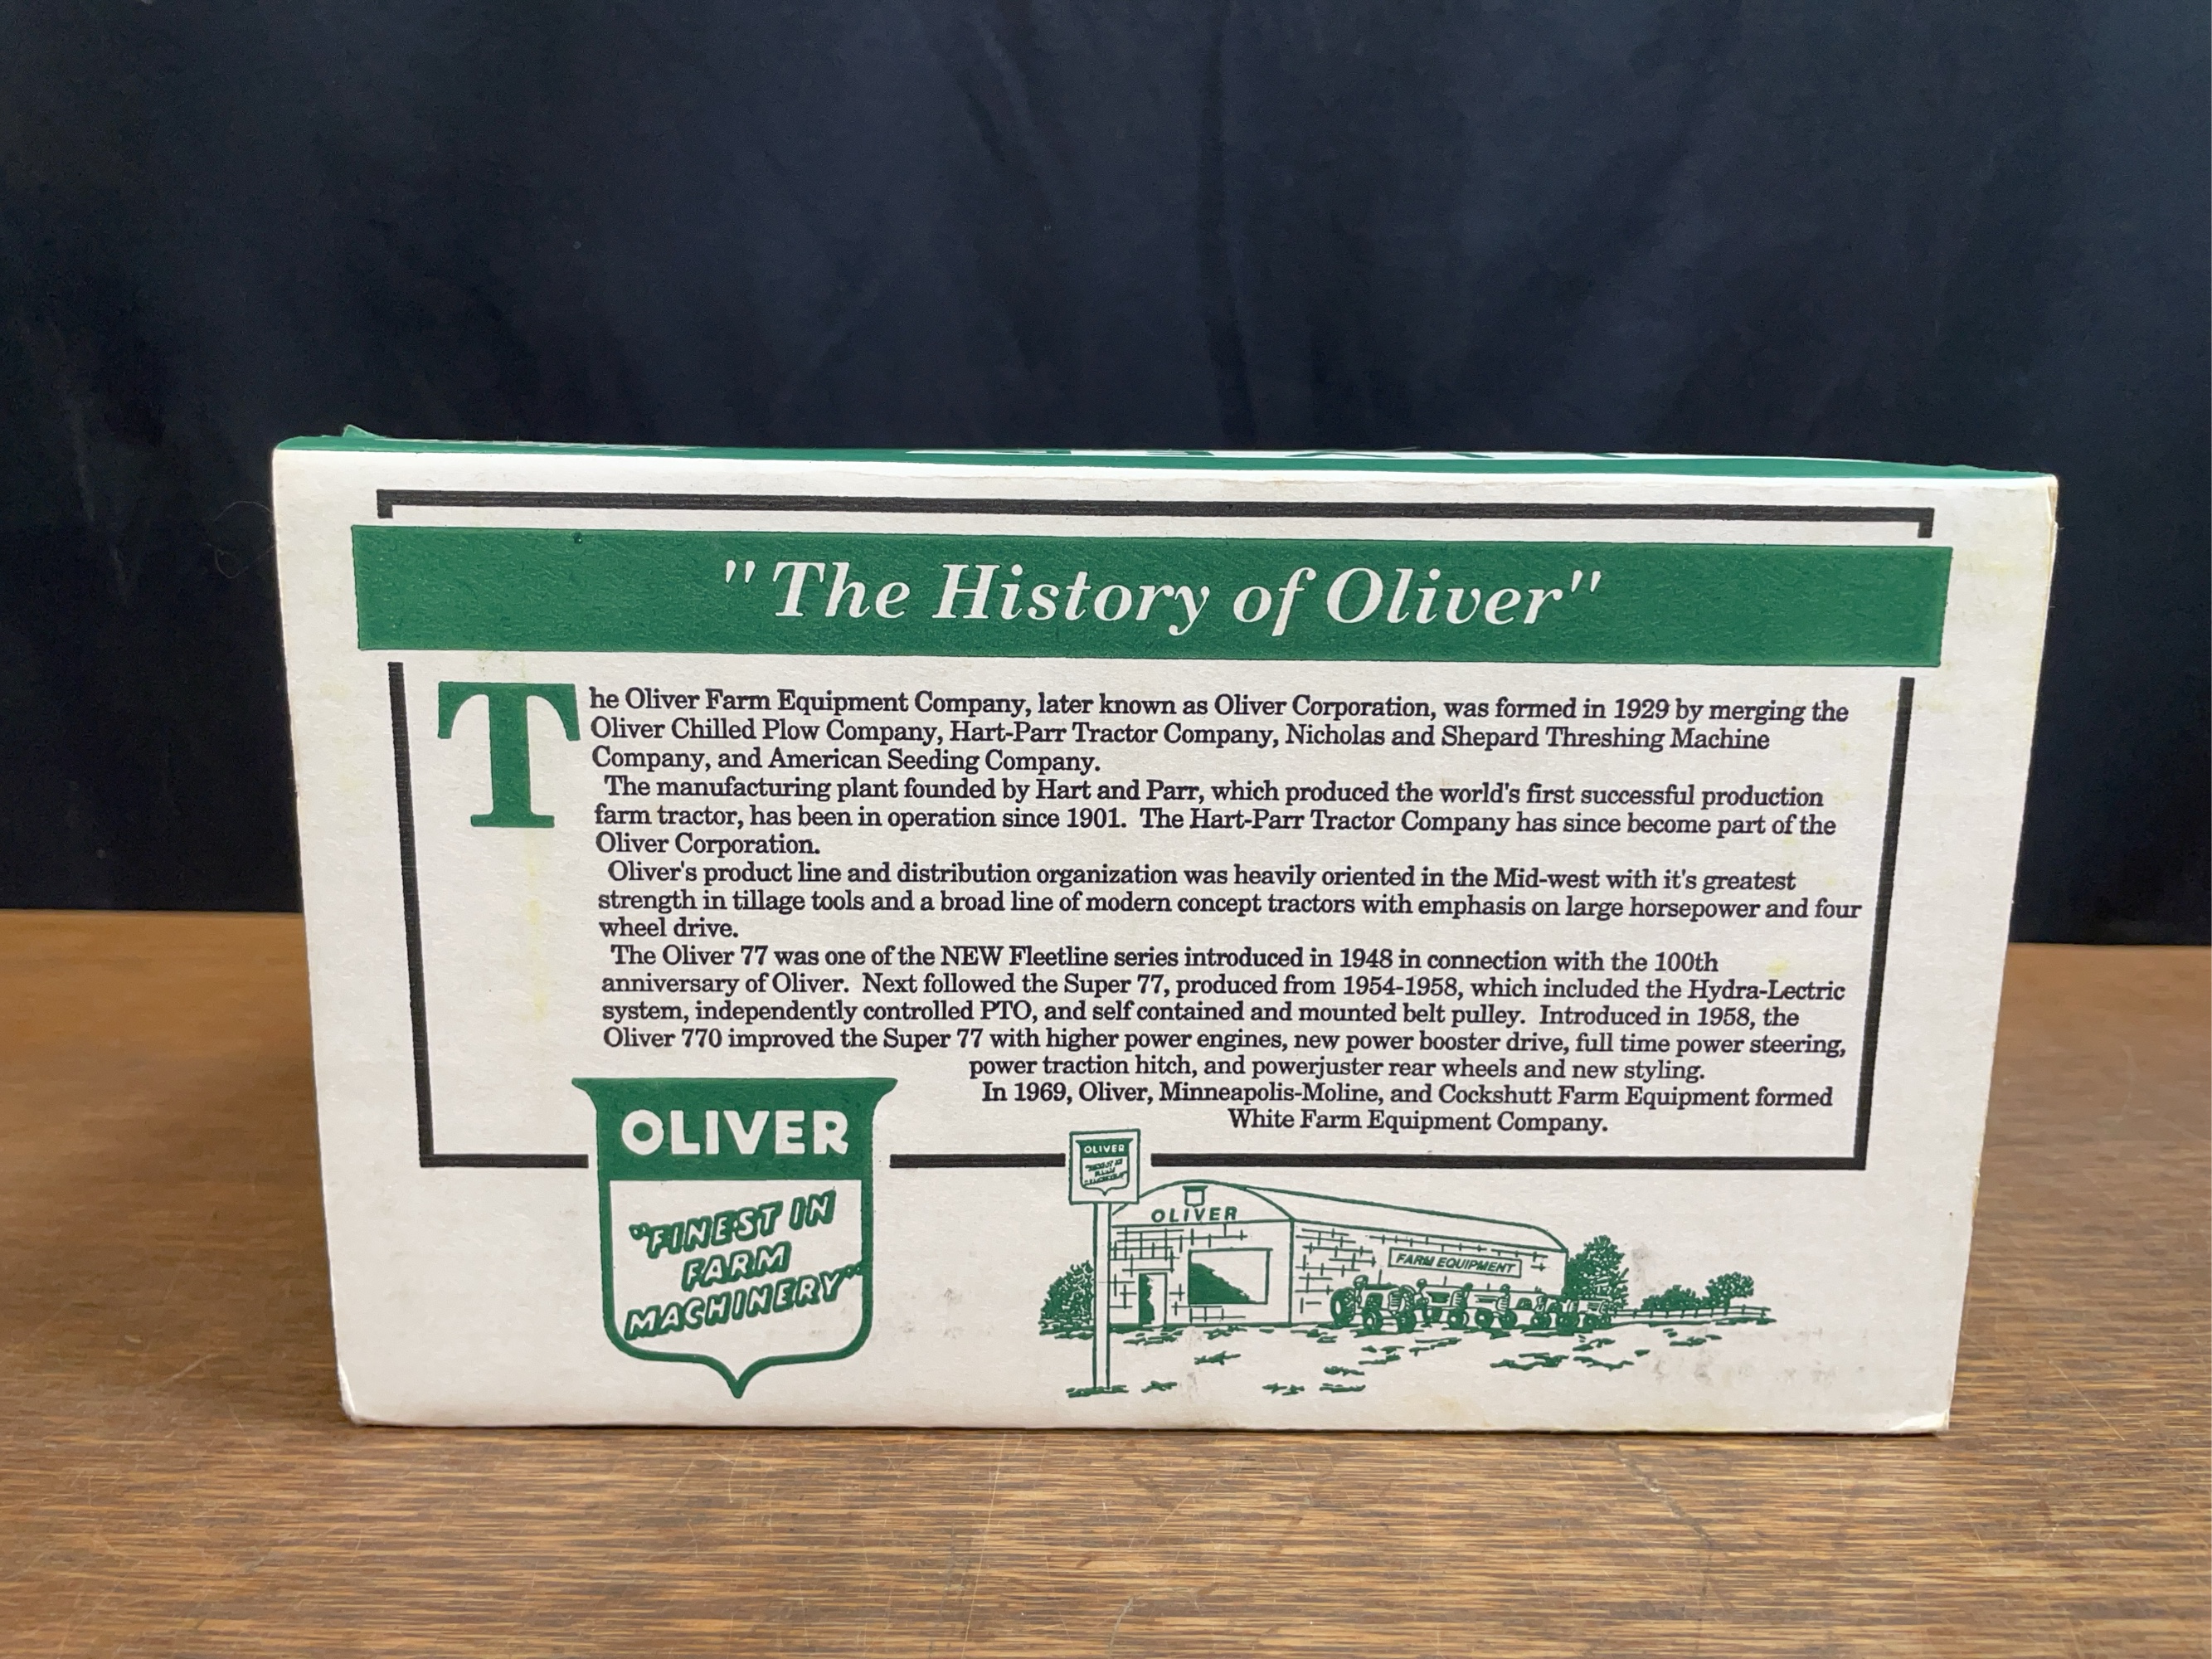 "The History of Oliver"
The Oliver Farm Equipment Company, later known as Oliver Corporation, was formed in 1929 by merging the
Oliver Chilled Plow Company, Hart-Parr Tractor Company, Nicholas and Shepard Threshing Machine
Company, and American Seeding Company.
The manufacturing plant founded by Hart and Parr, which produced the world's first successful production
farm tractor, has been in operation since 1901. The Hart-Parr Tractor Company has since become part of the
Oliver Corporation.
Oliver's product line and distribution organization was heavily oriented in the Mid-west with it's greatest
strength in tillage tools and a broad line of modern concept tractors with emphasis on large horsepower and four
wheel drive.
The Oliver 77 was one of the NEW Fleetline series introduced in 1948 in connection with the 100th
anniversary of Oliver. Next followed the Super 77, produced from 1954-1958, which included the Hydra-Lectric
system, independently controlled PTO, and self contained and mounted belt pulley. Introduced in 1958, the
Oliver 770 improved the Super 77 with higher power engines, new power booster drive, full time power steering,
power traction hitch, and powerjuster rear wheels and new styling.
In 1969, Oliver, Minneapolis-Moline, and Cockshutt Farm Equipment formed
White Farm Equipment Company.
OLIVER
"FINEST IN
FARM
MACHINERY"
OLIVER
OLIVER
FARM EQUIPMENT